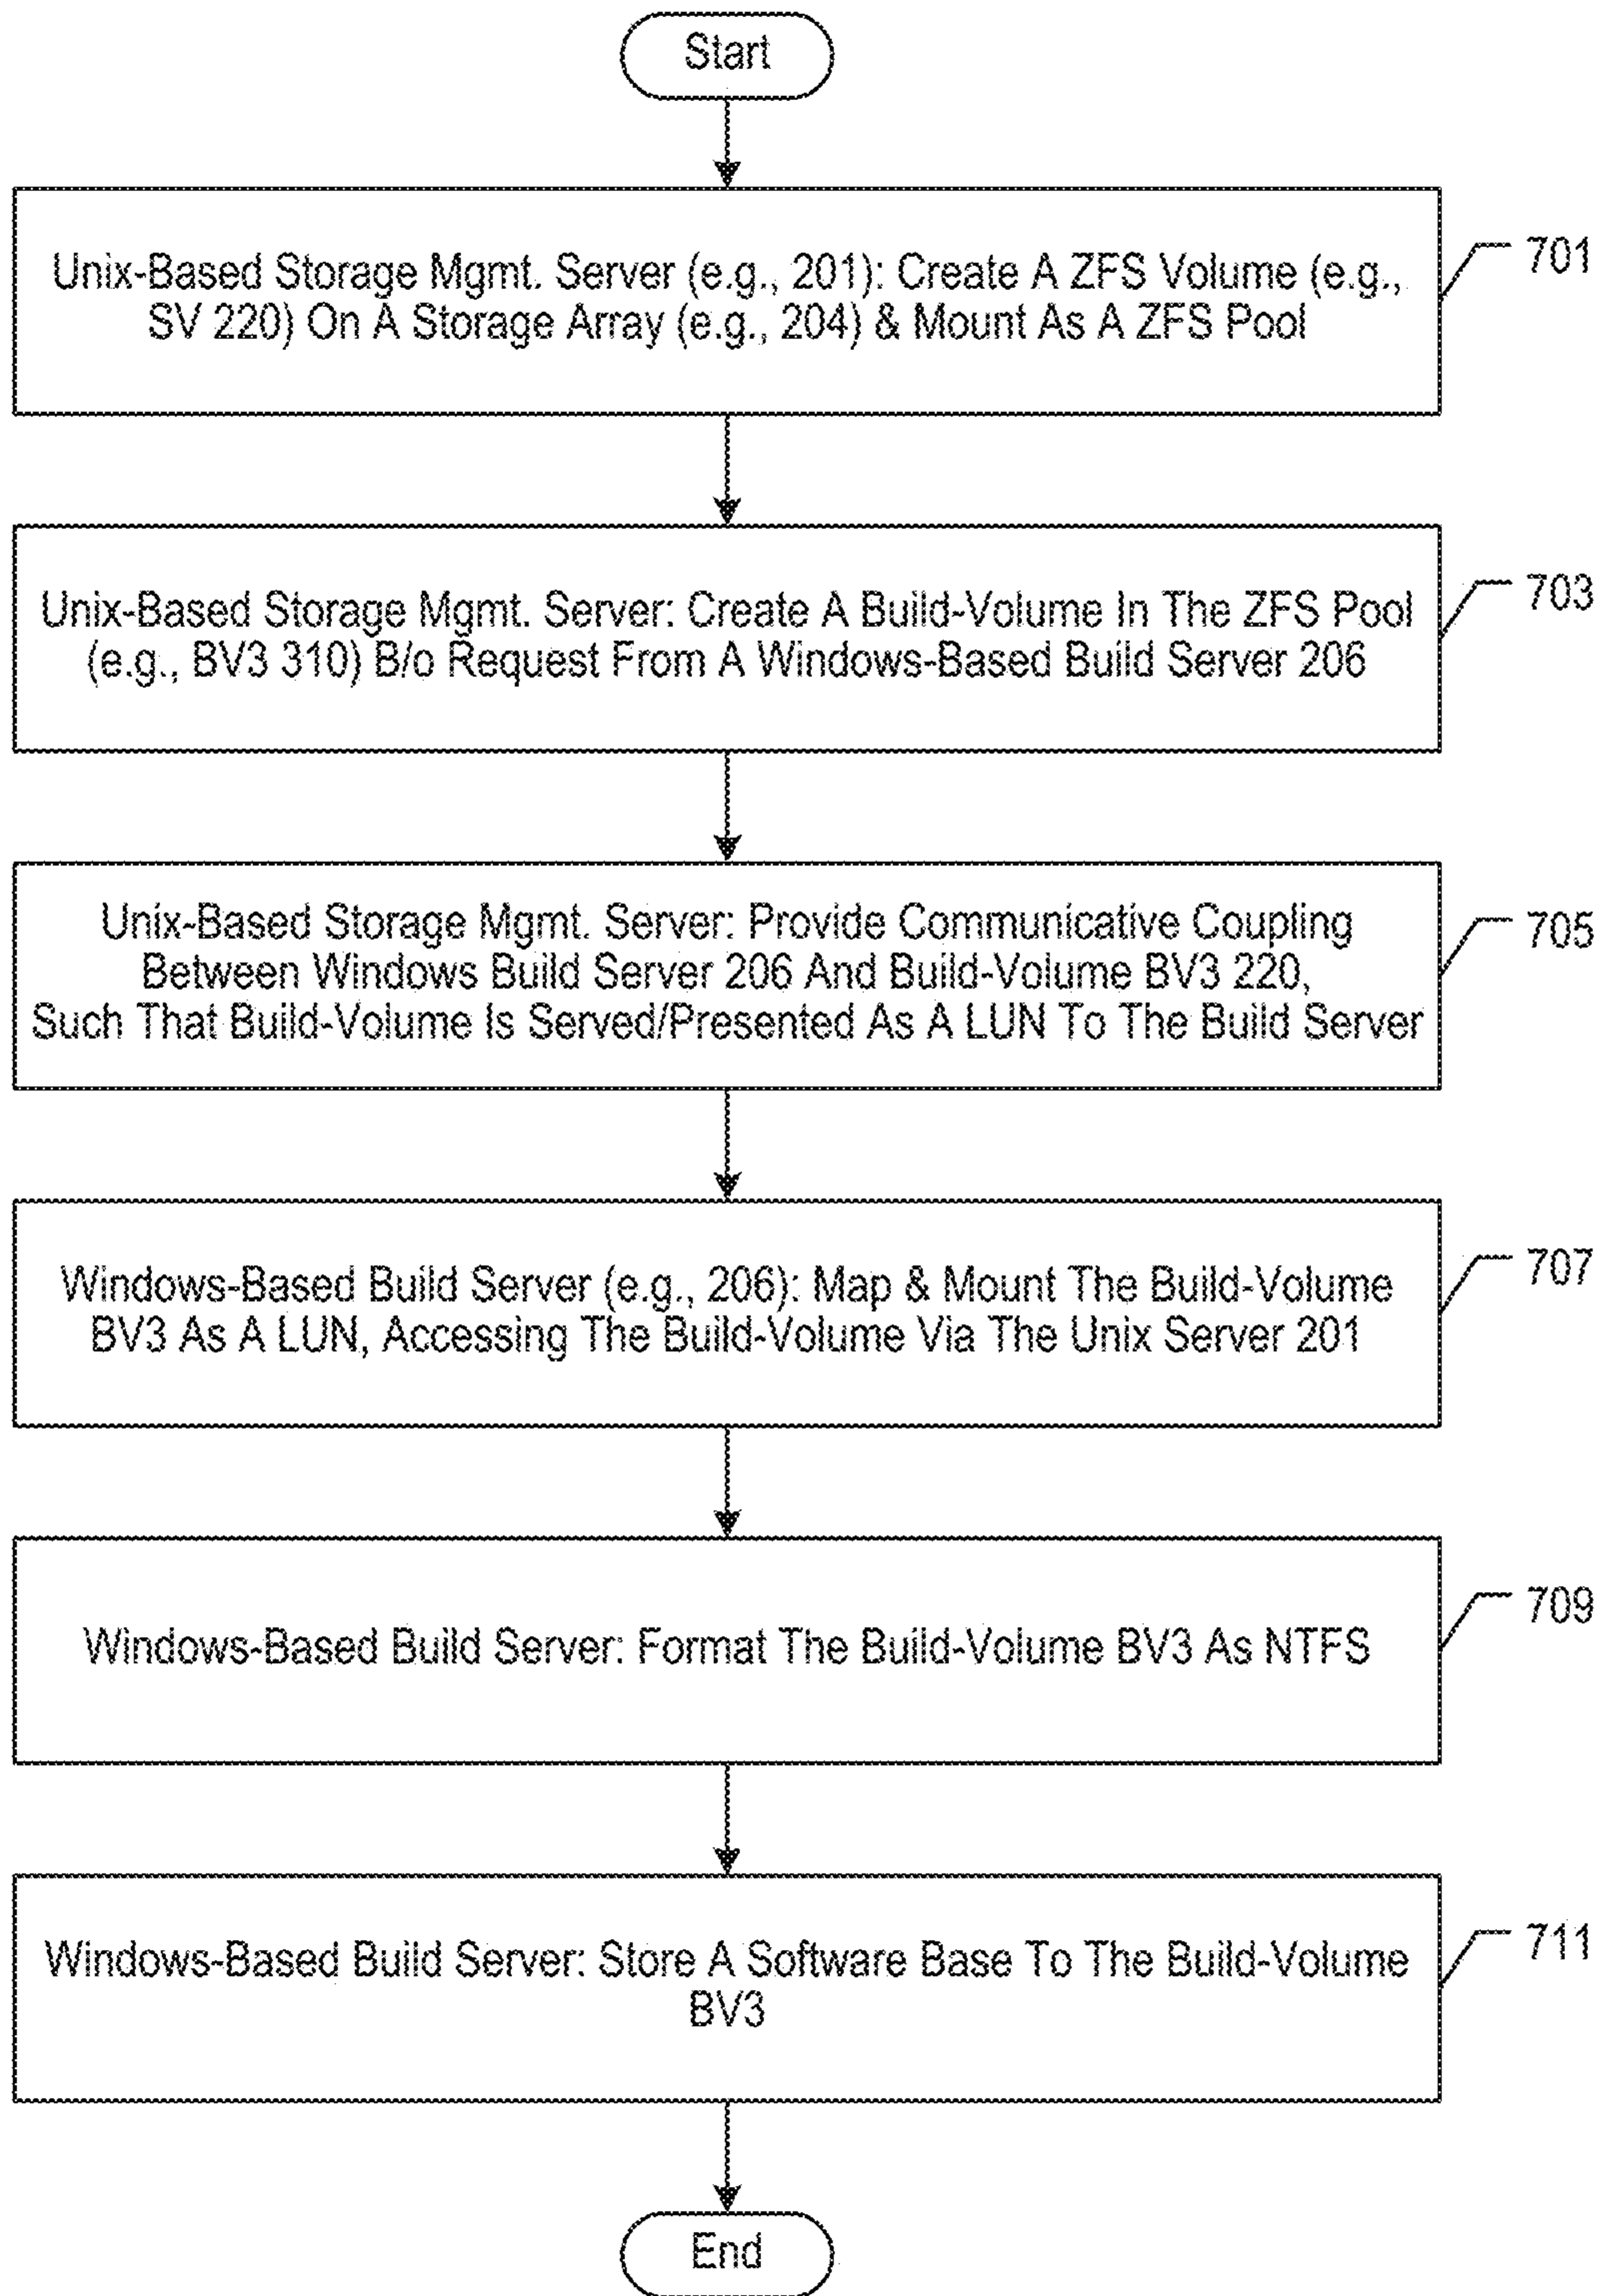 Start
Unix-Based Storage Mgmt. Server (e.g., 201): Create A ZFS Volume (e.g.,
SV 220) On A Storage Array (e.g., 204) & Mount As A ZFS Pool
701
Unix-Based Storage Mgmt. Server: Create A Build-Volume In The ZFS Pool
(e.g., BV3 310) B/o Request From A Windows-Based Build Server 206
703
Unix-Based Storage Mgmt. Server: Provide Communicative Coupling
Between Windows Build Server 206 And Build-Volume BV3 220,
Such That Build-Volume Is Served/Presented As A LUN To The Build Server
705
Windows-Based Build Server (e.g., 206): Map & Mount The Build-Volume
BV3 As A LUN, Accessing The Build-Volume Via The Unix Server 201
707
Windows-Based Build Server: Format The Build-Volume BV3 As NTFS
709
Windows-Based Build Server: Store A Software Base To The Build-Volume
BV3
711
End